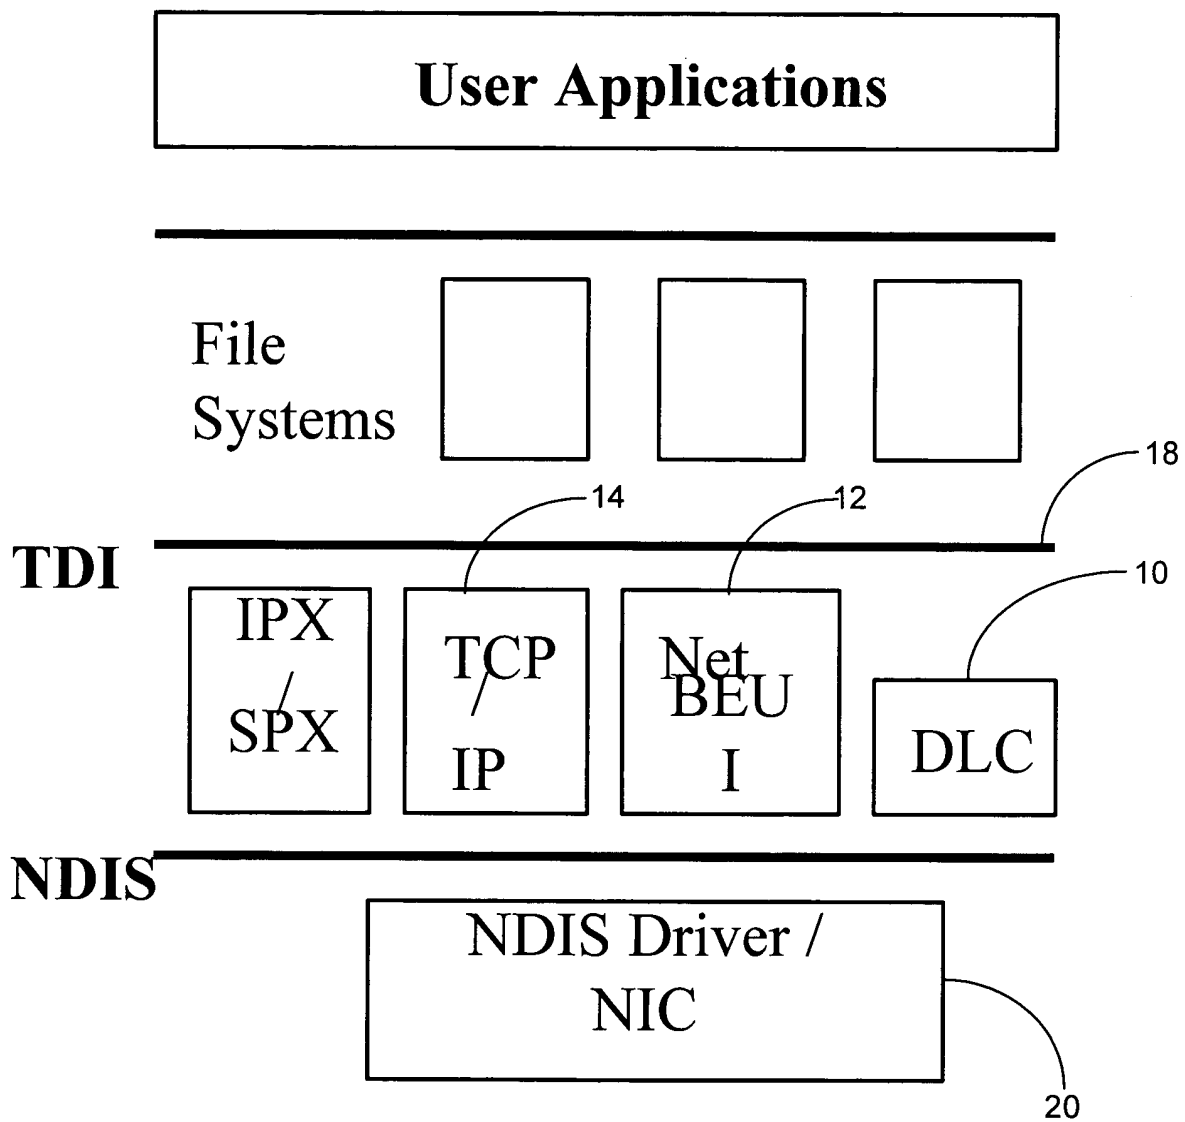 User Applications
File
Systems
18
14
12
TDI
10
IPX
/
SPX
TCP
/
IP
Net
BEU
I
DLC
NDIS
NDIS Driver /
NIC
20